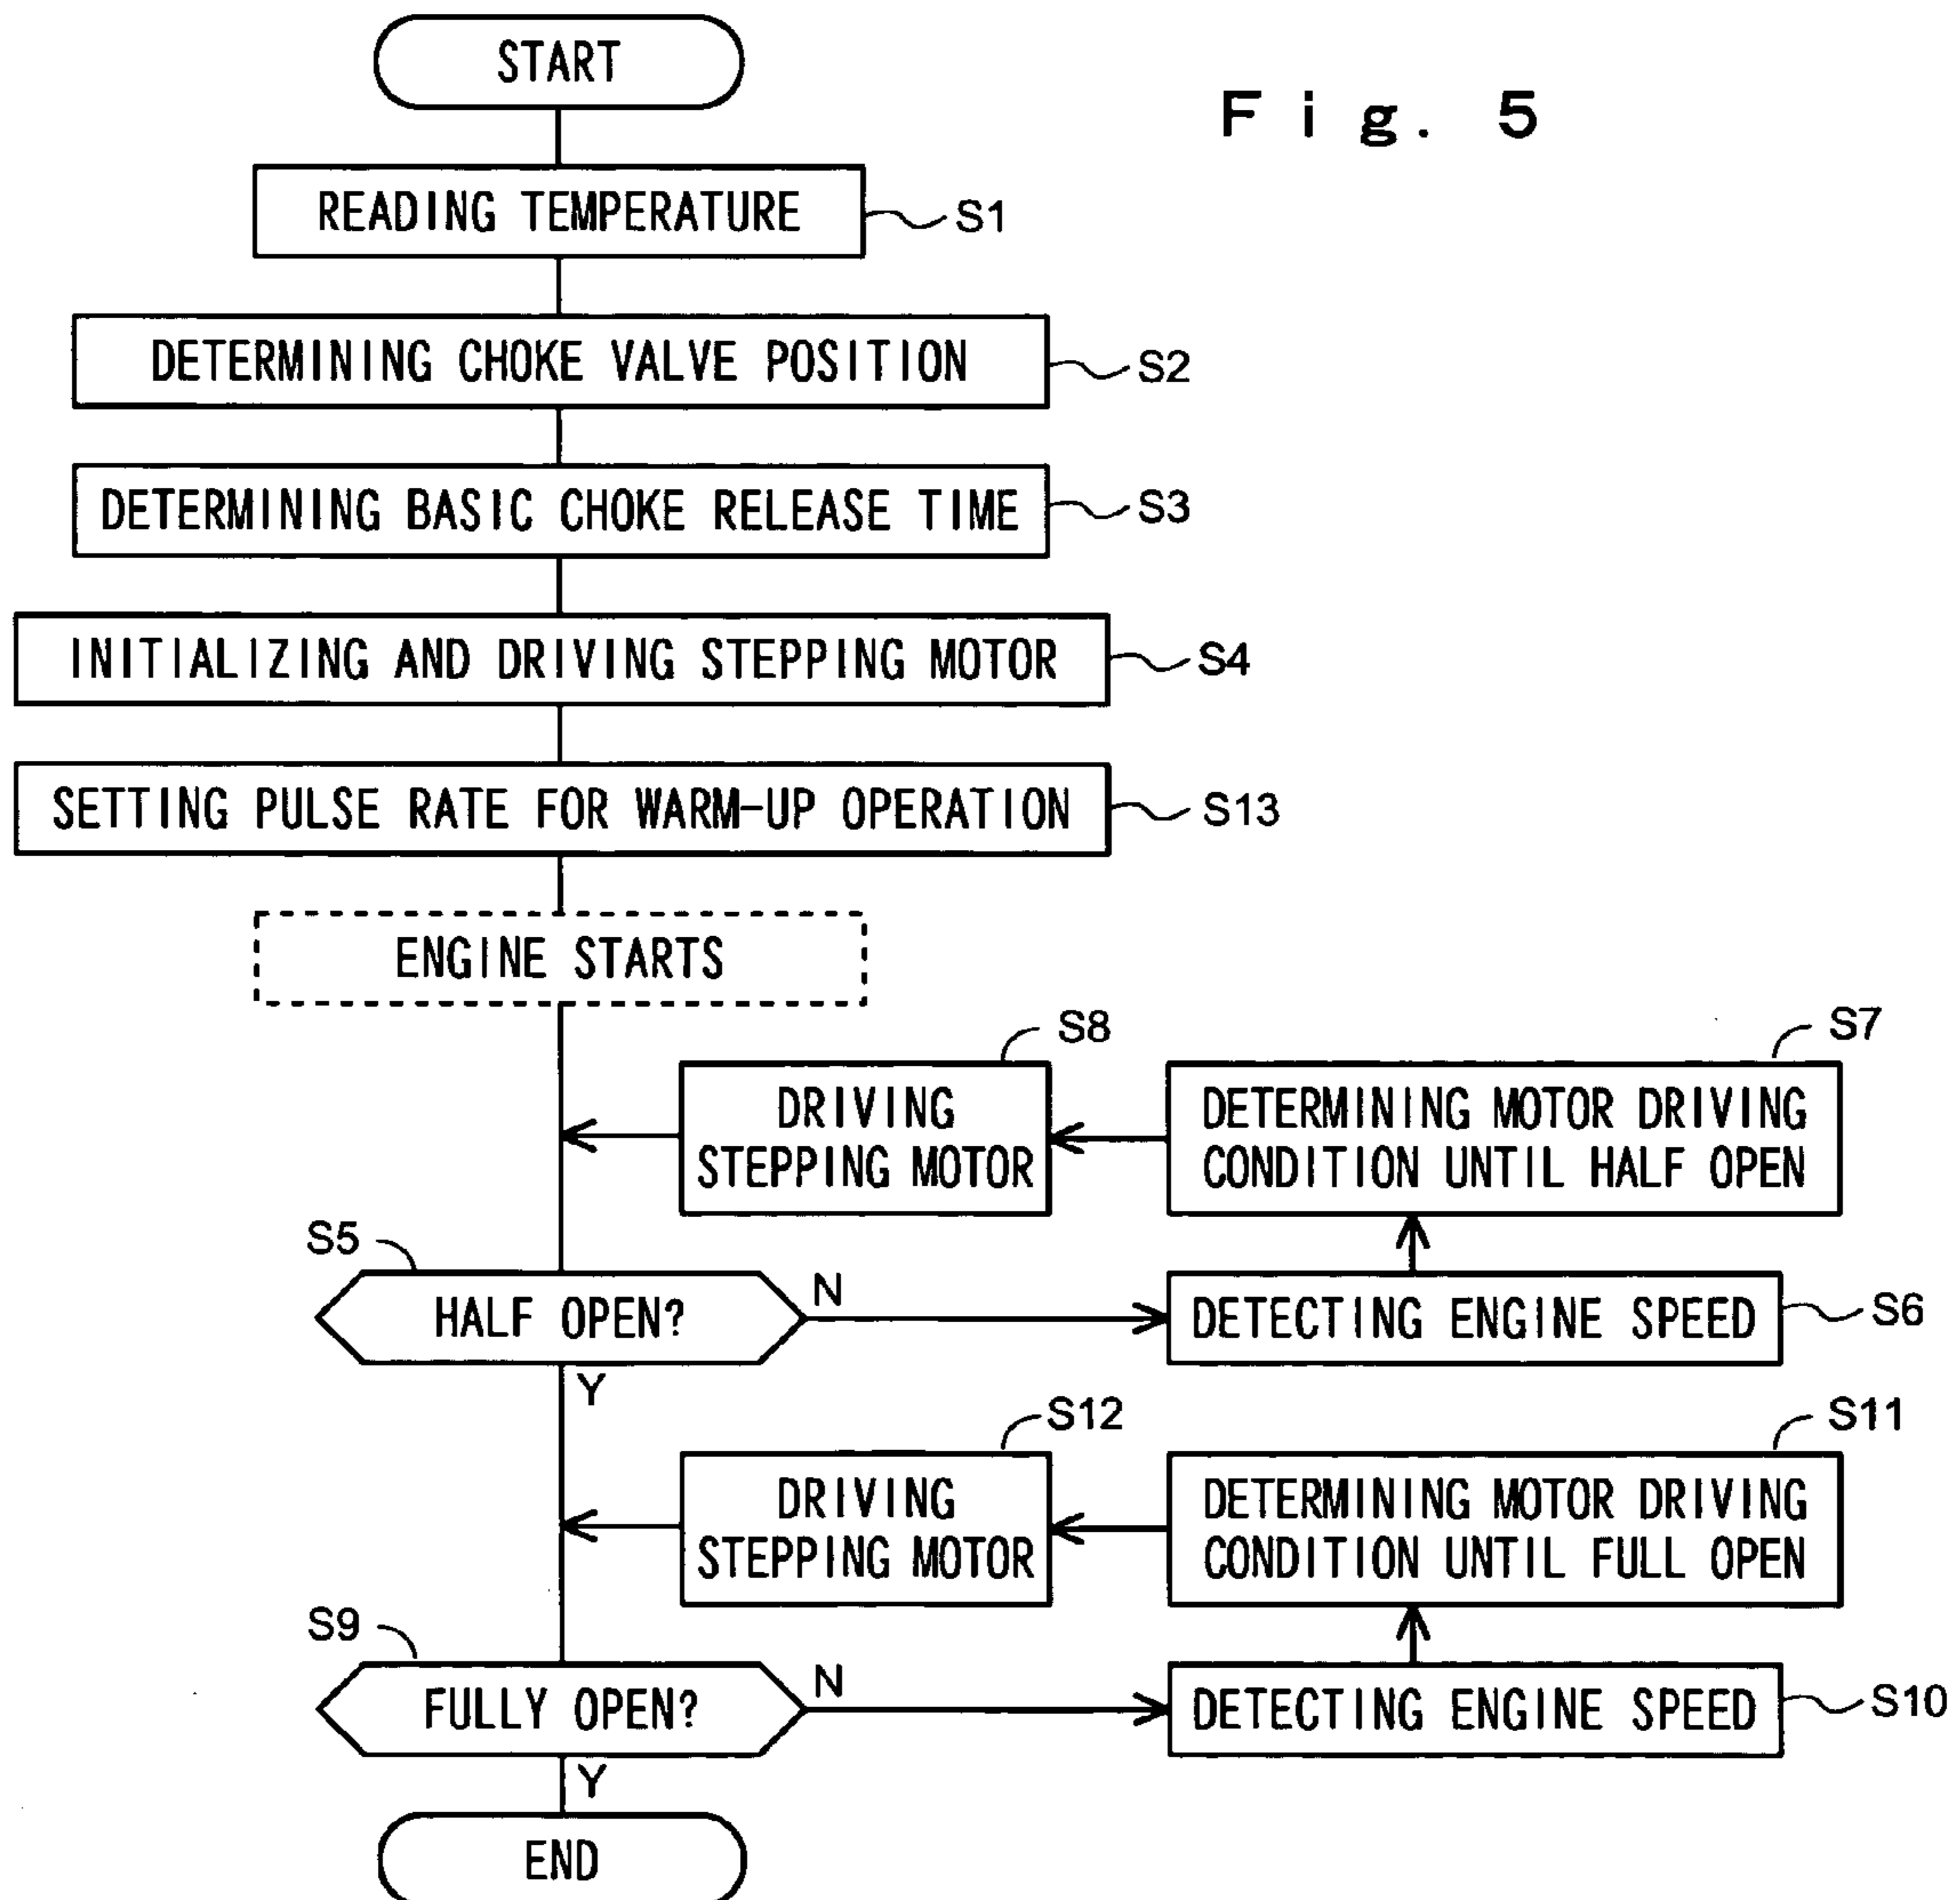 START
Fig. 5
READING TEMPERATURE
S1
DETERMINING CHOKE VALVE POSITION
S2
DETERMINING BASIC CHOKE RELEASE TIME
S3
INITIALIZING AND DRIVING STEPPING MOTOR
S4
SETTING PULSE RATE FOR WARM-UP OPERATION
S13
ENGINE STARTS
S8
S7
DRIVING
STEPPING MOTOR
DETERMINING MOTOR DRIVING
CONDITION UNTIL HALF OPEN
S5
HALF OPEN?
N
DETECTING ENGINE SPEED
S6
Y
S12
S11
DRIVING
STEPPING MOTOR
DETERMINING MOTOR DRIVING
CONDITION UNTIL FULL OPEN
S9
FULLY OPEN?
N
DETECTING ENGINE SPEED
S10
Y
END